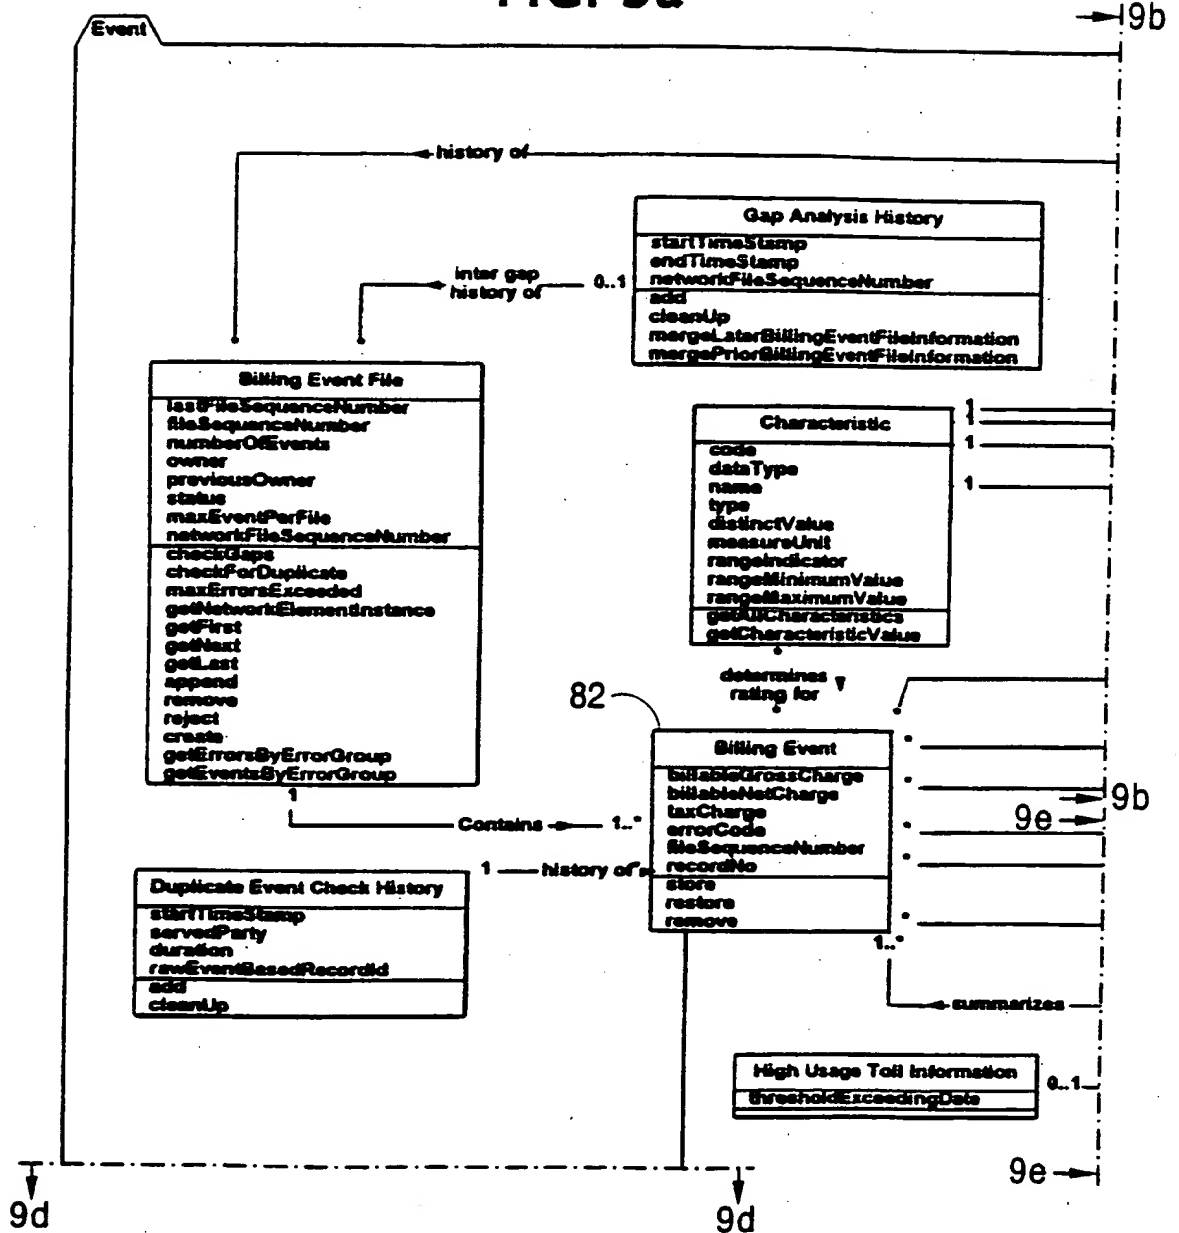 9b
Event
history of
Gap Analysis History
startTimeStamp
endTimeStamp
networkFileSequenceNumber
add
cleanUp
mergeLaterBillingEventFileInformation
mergePriorBillingEventFileInformation
inter gap
history of
0..1
*
*
Billing Event File
lastFileSequenceNumber
fileSequenceNumber
numberOfEvents
owner
previousOwner
status
maxEventPerFile
networkFileSequenceNumber
checkGaps
checkForDuplicate
maxErrorsExceeded
getNetworkElementInstance
getFirst
getNext
getLast
append
remove
reject
create
getErrorsByErrorGroup
getEventsByErrorGroup
1
Contains
1..*
Characteristic
code
dataType
name
type
distinctValue
measureUnit
rangeIndicator
rangeMinimumValue
rangeMaximumValue
getAllCharacteristics
getCharacteristicValue
1
1
1
1
*
determines
rating for
*
*
82
Billing Event
billableGrossCharge
billableNetCharge
taxCharge
errorCode
fileSequenceNumber
recordNo
store
restore
remove
*
*
*
*
*
9b
9e
1..*
summarizes
1
history of
Duplicate Event Check History
startTimeStamp
servedParty
duration
rawEventBasedRecordId
add
cleanUp
High Usage Toll Information
thresholdExceedingDate
0..1
9e
9d
9d